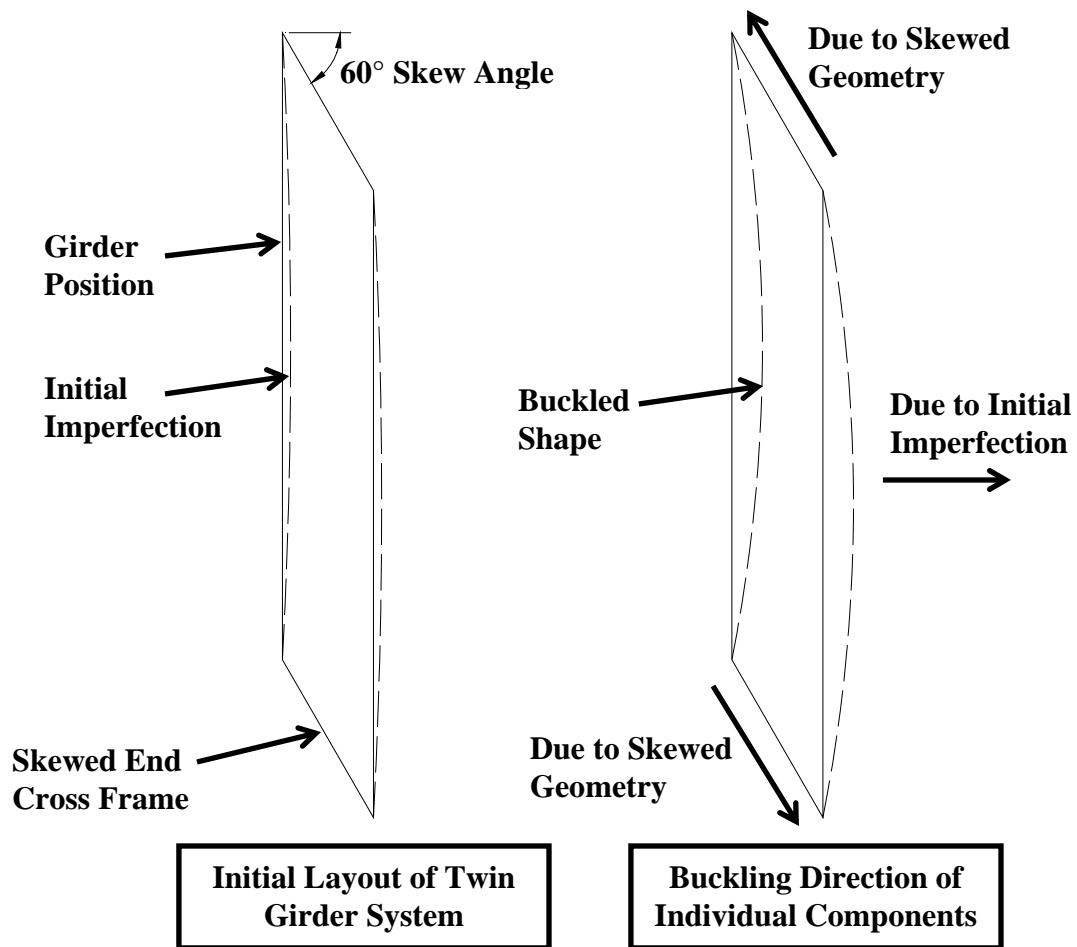 60° Skew Angle
Girder
Position
Initial
Imperfection
Skewed End
Cross Frame
Initial Layout of Twin
Girder System
Due to Skewed
Geometry
Buckled
Shape
Due to Initial
Imperfection
Due to Skewed
Geometry
Buckling Direction of
Individual Components